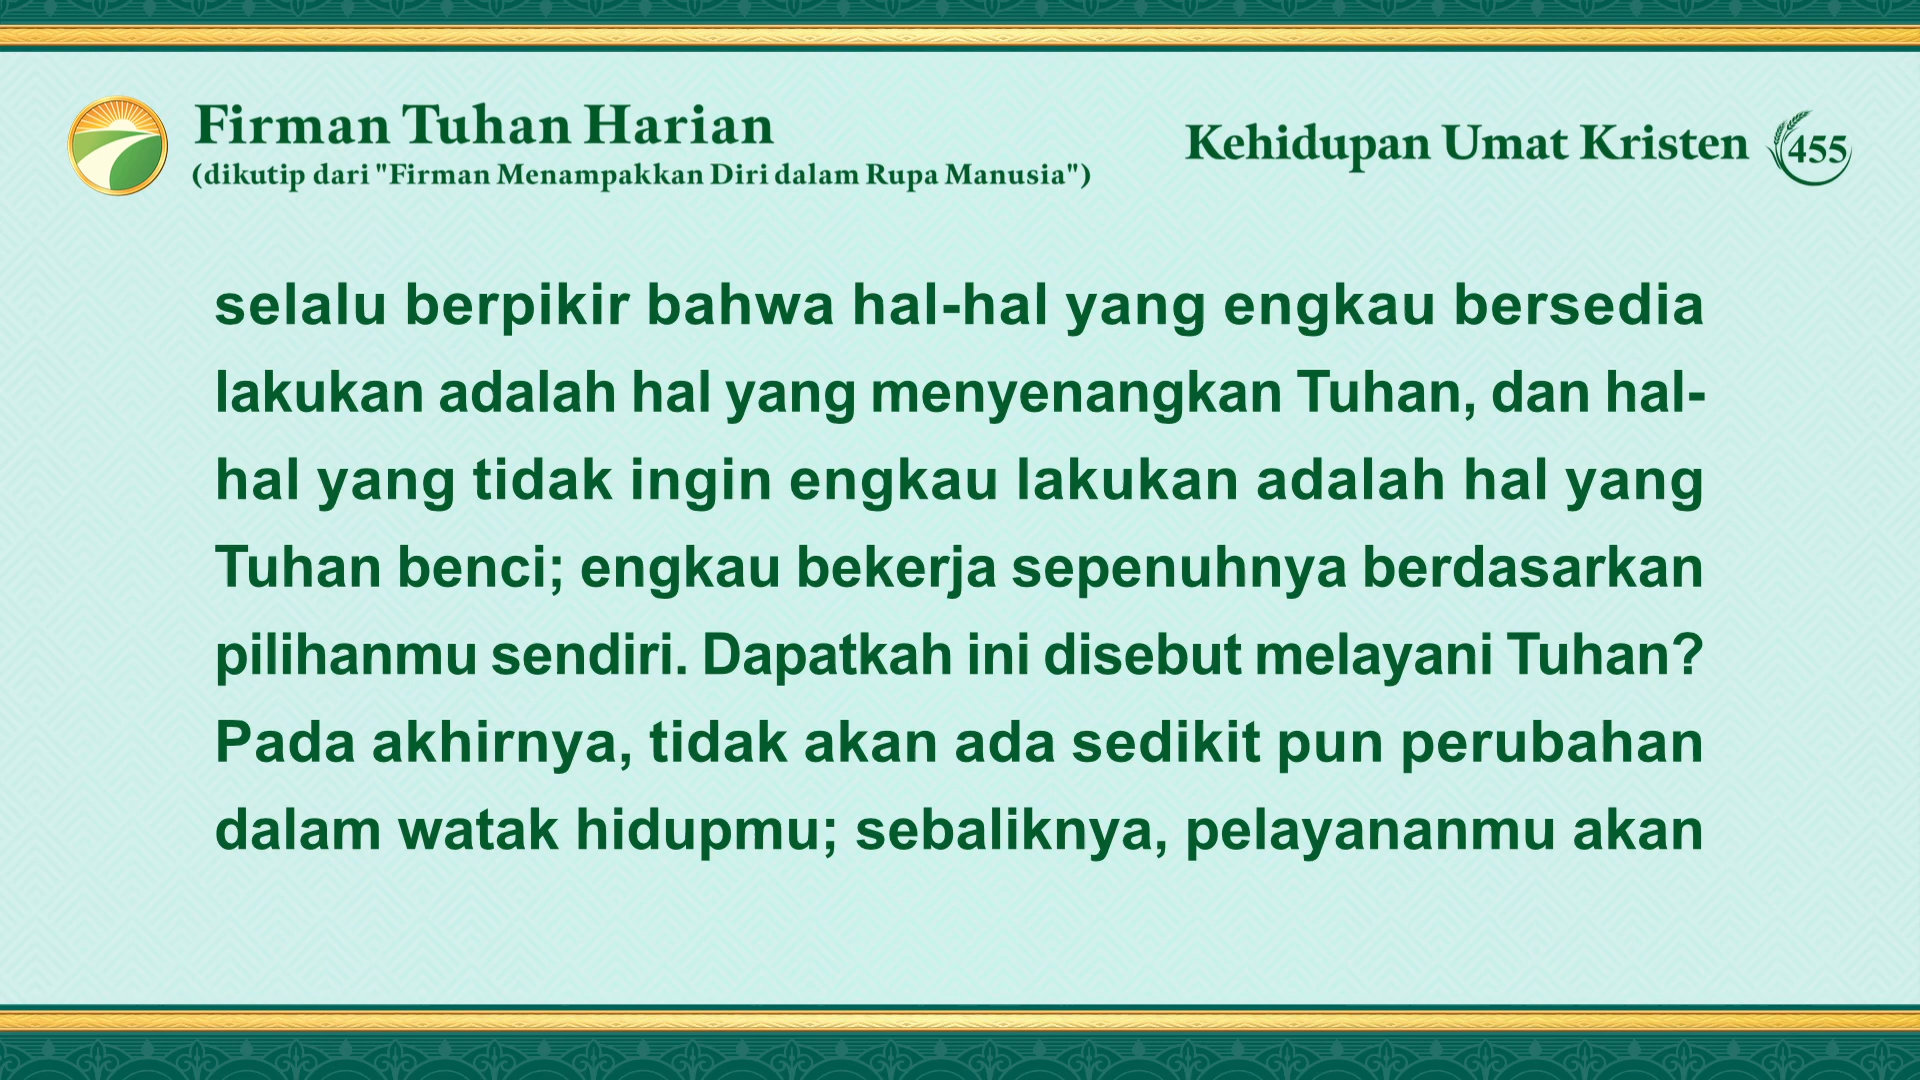 Firman Tuhan Harian
(dikutip dari "Firman Menampakkan Diri dalam Rupa Manusia")
Kehidupan Umat Kristen 455
selalu berpikir bahwa hal-hal yang engkau bersedia
lakukan adalah hal yang menyenangkan Tuhan, dan hal-
hal yang tidak ingin engkau lakukan adalah hal yang
Tuhan benci; engkau bekerja sepenuhnya berdasarkan
pilihanmu sendiri. Dapatkah ini disebut melayani Tuhan?
Pada akhirnya, tidak akan ada sedikit pun perubahan
dalam watak hidupmu; sebaliknya, pelayananmu akan